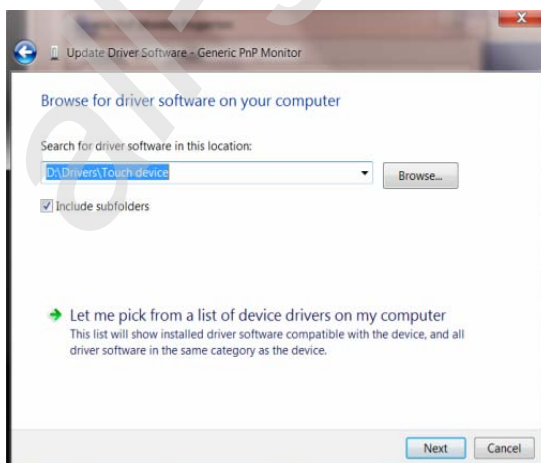 Update Driver Software - Generic PnP Monitor
Browse for driver software on your computer
Search for driver software in this location:
D:\Drivers\Touch device
Browse...
Include subfolders
Let me pick from a list of device drivers on my computer
This list will show installed driver software compatible with the device, and all
driver software in the same category as the device.
Next
Cancel